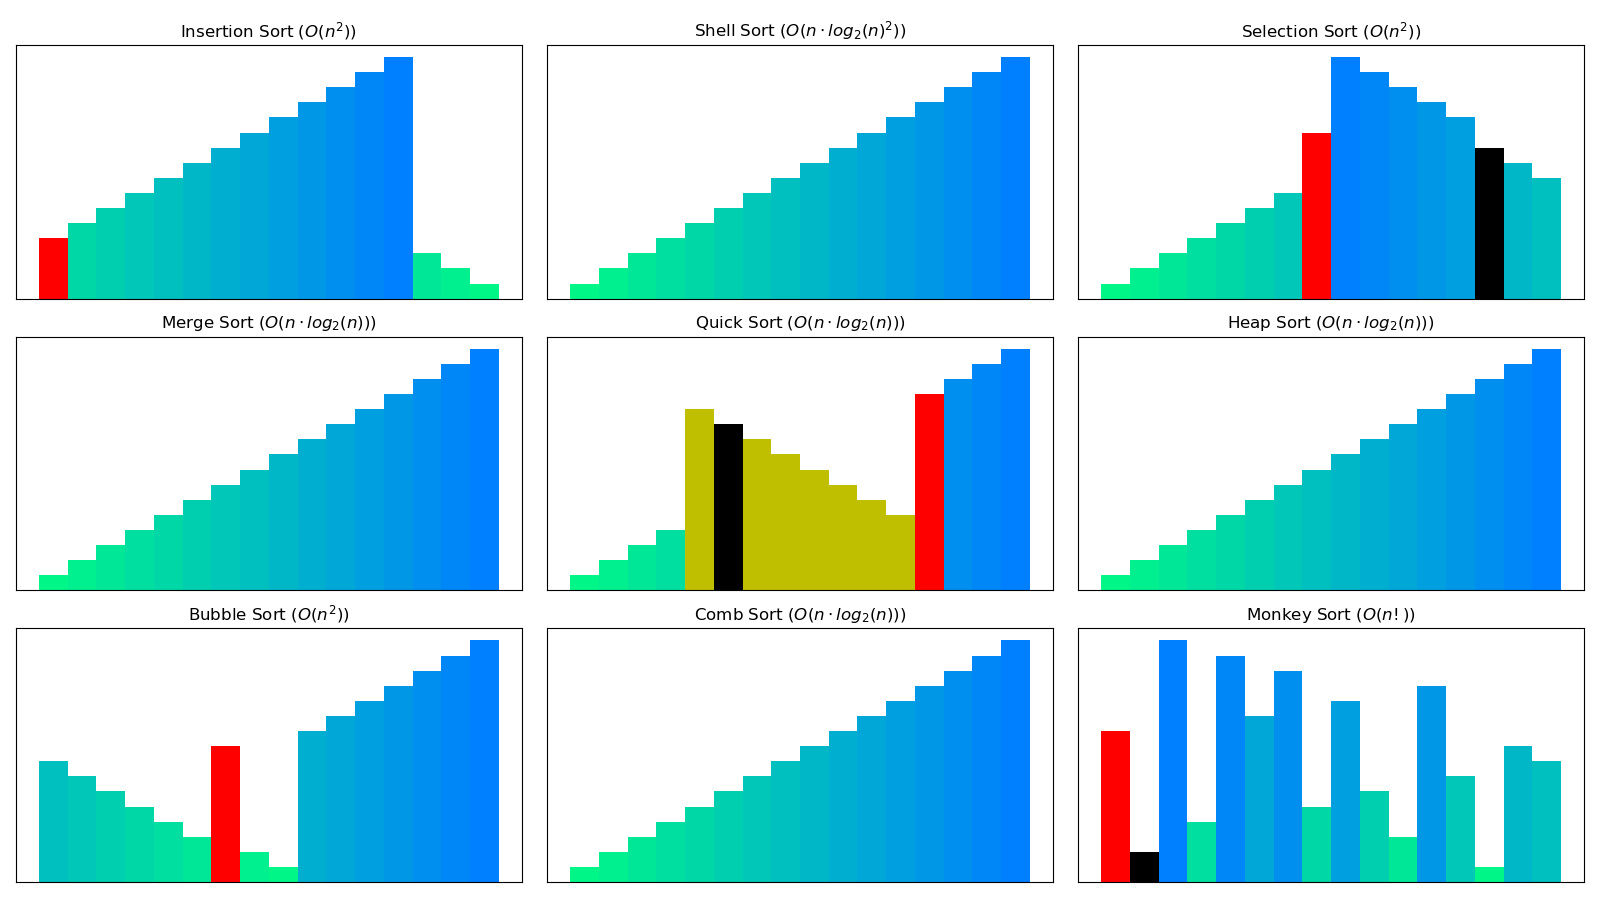 Insertion Sort (O(n²))
Shell Sort (O(n · log₂(n)²))
Selection Sort (O(n²))
Merge Sort (O(n · log₂(n)))
Quick Sort (O(n · log₂(n)))
Heap Sort (O(n · log₂(n)))
Bubble Sort (O(n²))
Comb Sort (O(n · log₂(n)))
Monkey Sort (O(n!))